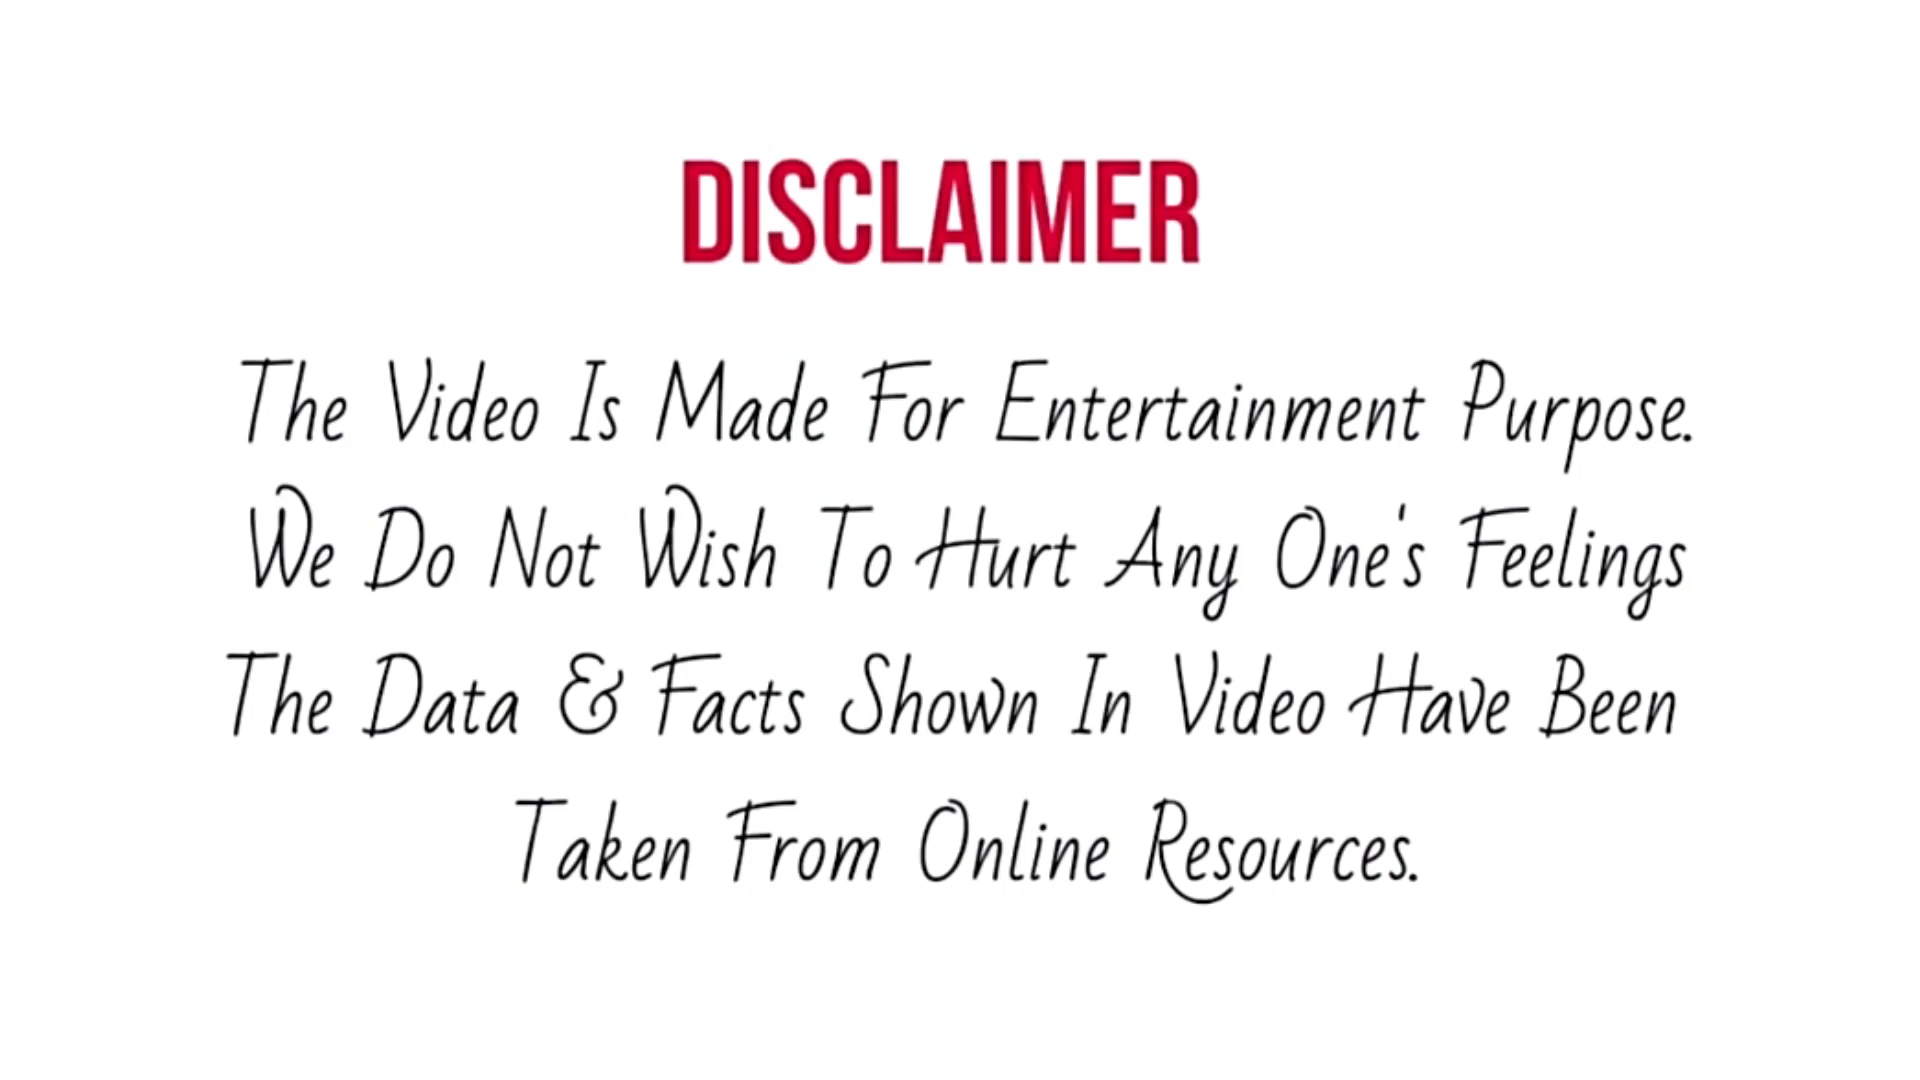 DISCLAIMER
The Video Is Made For Entertainment Purpose.
We Do Not Wish To Hurt Any One's Feelings
The Data & Facts Shown In Video Have Been
Taken From Online Resources.